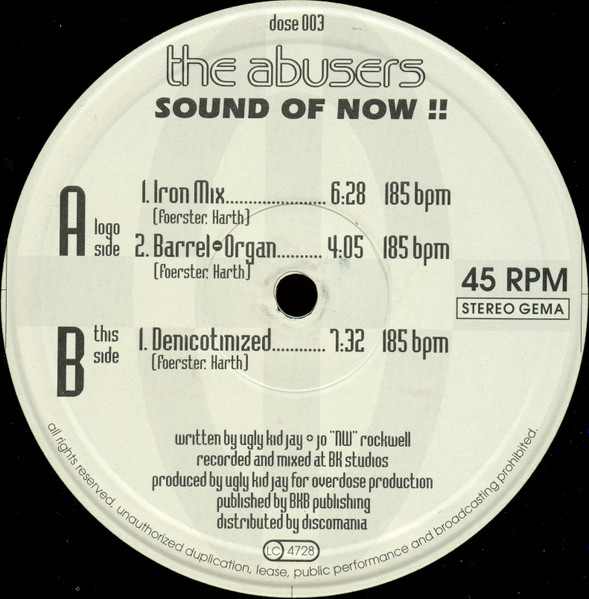 dose 003
the abusers
SOUND OF NOW !!
A logo side
1. Iron Mix..................... 6:28 185 bpm
(Foerster. Harth)
2. Barrel•Organ.......... 4:05 185 bpm
(Foerster. Harth)
45 RPM
STEREO GEMA
B this side
1. Denicotinized............ 7:32 185 bpm
(Foerster. Harth)
written by ugly kid jay • jo "NW" rockwell
recorded and mixed at BK studios
produced by ugly kid jay for overdose production
published by BKB publishing
distributed by discomania
LC 4728
all rights reserved. unauthorized duplication, lease, public performance and broadcasting prohibited.